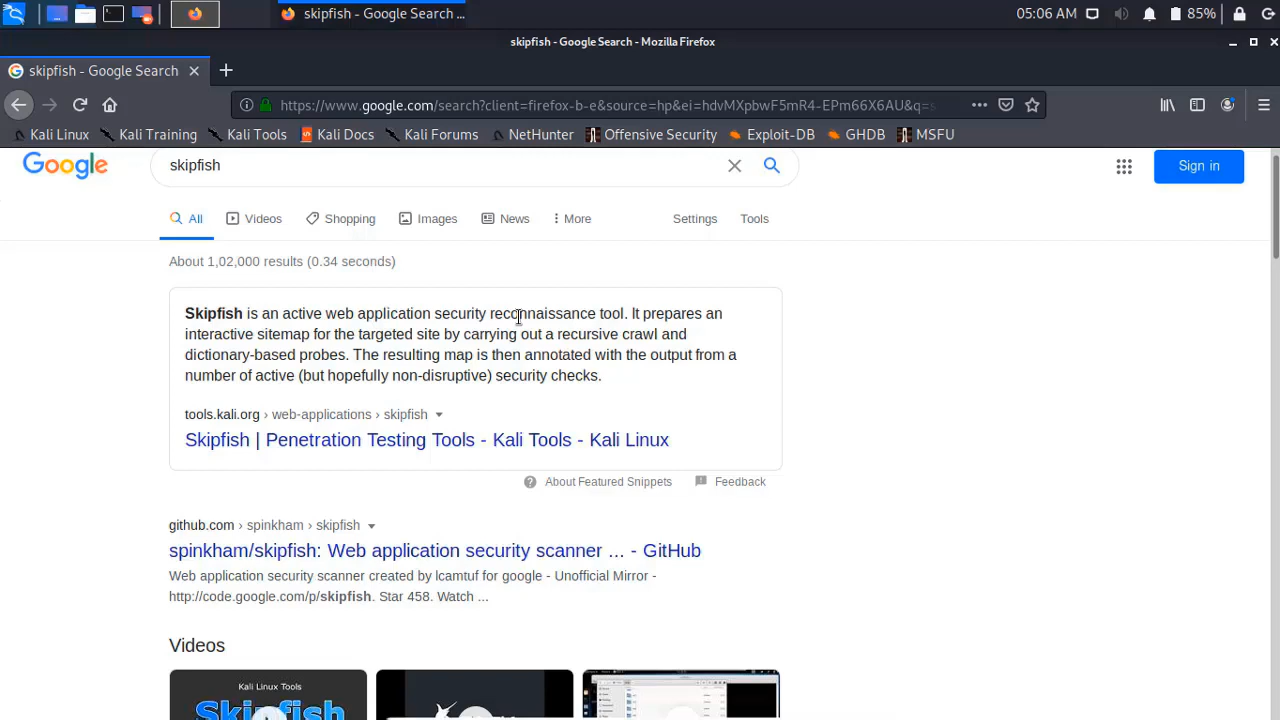 skipfish - Google Search ...
05:06 AM
85%
skipfish - Google Search - Mozilla Firefox
skipfish - Google Search
https://www.google.com/search?client=firefox-b-e&source=hp&ei=hdvMXpbwF5mR4-EPm66X6AU&q=s
Kali Linux Kali Training Kali Tools Kali Docs Kali Forums NetHunter Offensive Security Exploit-DB GHDB MSFU
Google
skipfish
Sign in
All Videos Shopping Images News More Settings Tools
About 1,02,000 results (0.34 seconds)
Skipfish is an active web application security reconnaissance tool. It prepares an
interactive sitemap for the targeted site by carrying out a recursive crawl and
dictionary-based probes. The resulting map is then annotated with the output from a
number of active (but hopefully non-disruptive) security checks.
tools.kali.org › web-applications › skipfish
Skipfish | Penetration Testing Tools - Kali Tools - Kali Linux
About Featured Snippets Feedback
github.com › spinkham › skipfish
spinkham/skipfish: Web application security scanner ... - GitHub
Web application security scanner created by lcamtuf for google - Unofficial Mirror -
http://code.google.com/p/skipfish. Star 458. Watch ...
Videos
Kali Linux Tools
Skipfish